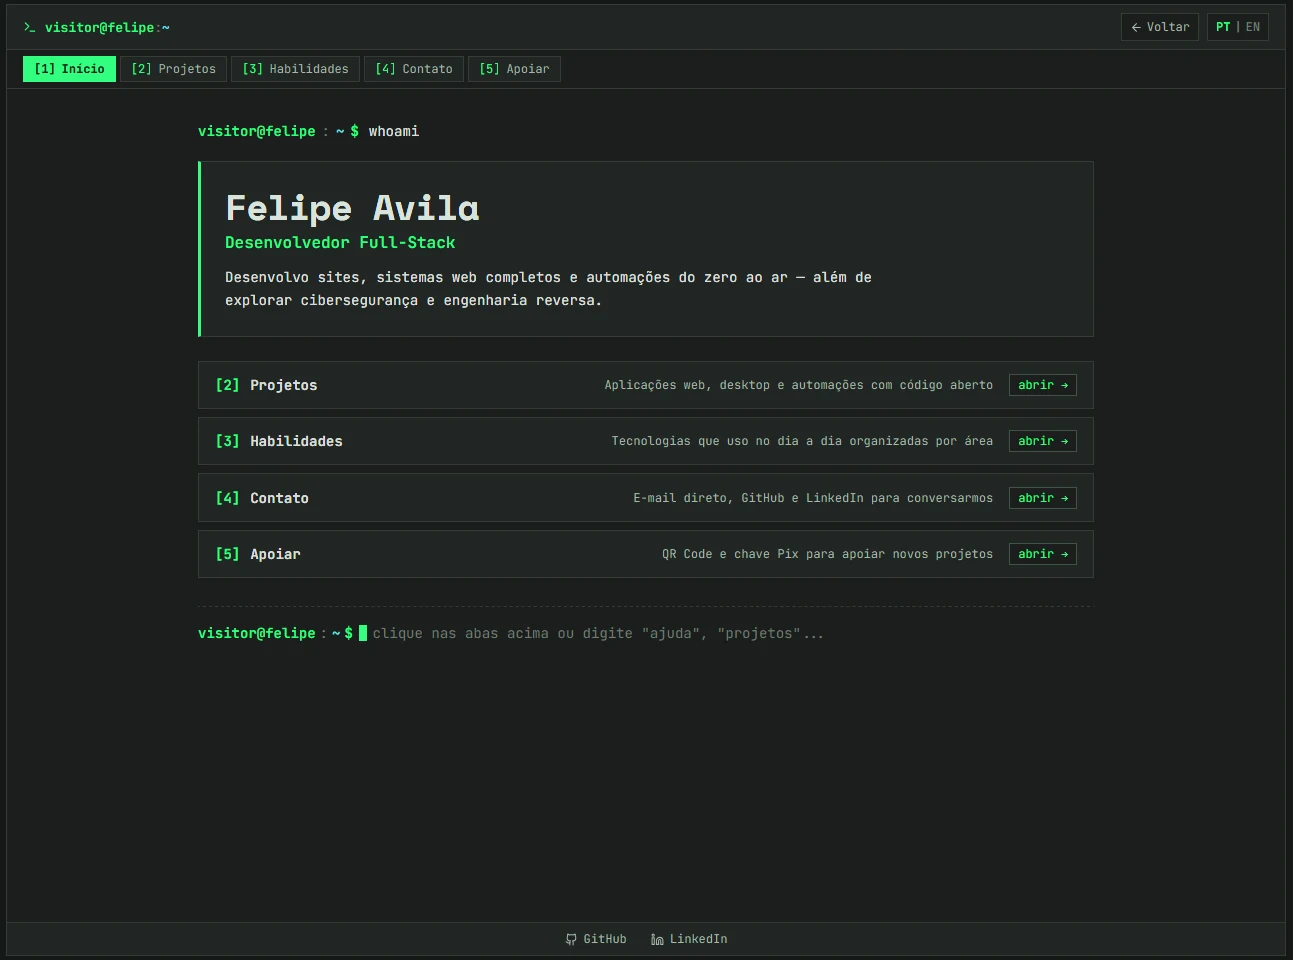 >_ visitor@felipe:~
← Voltar
PT | EN
[1] Início [2] Projetos [3] Habilidades [4] Contato [5] Apoiar
visitor@felipe : ~ $ whoami
Felipe Avila
Desenvolvedor Full-Stack
Desenvolvo sites, sistemas web completos e automações do zero ao ar — além de
explorar cibersegurança e engenharia reversa.
[2] Projetos Aplicações web, desktop e automações com código aberto abrir →
[3] Habilidades Tecnologias que uso no dia a dia organizadas por área abrir →
[4] Contato E-mail direto, GitHub e LinkedIn para conversarmos abrir →
[5] Apoiar QR Code e chave Pix para apoiar novos projetos abrir →
visitor@felipe : ~ $ clique nas abas acima ou digite "ajuda", "projetos"...
GitHub LinkedIn